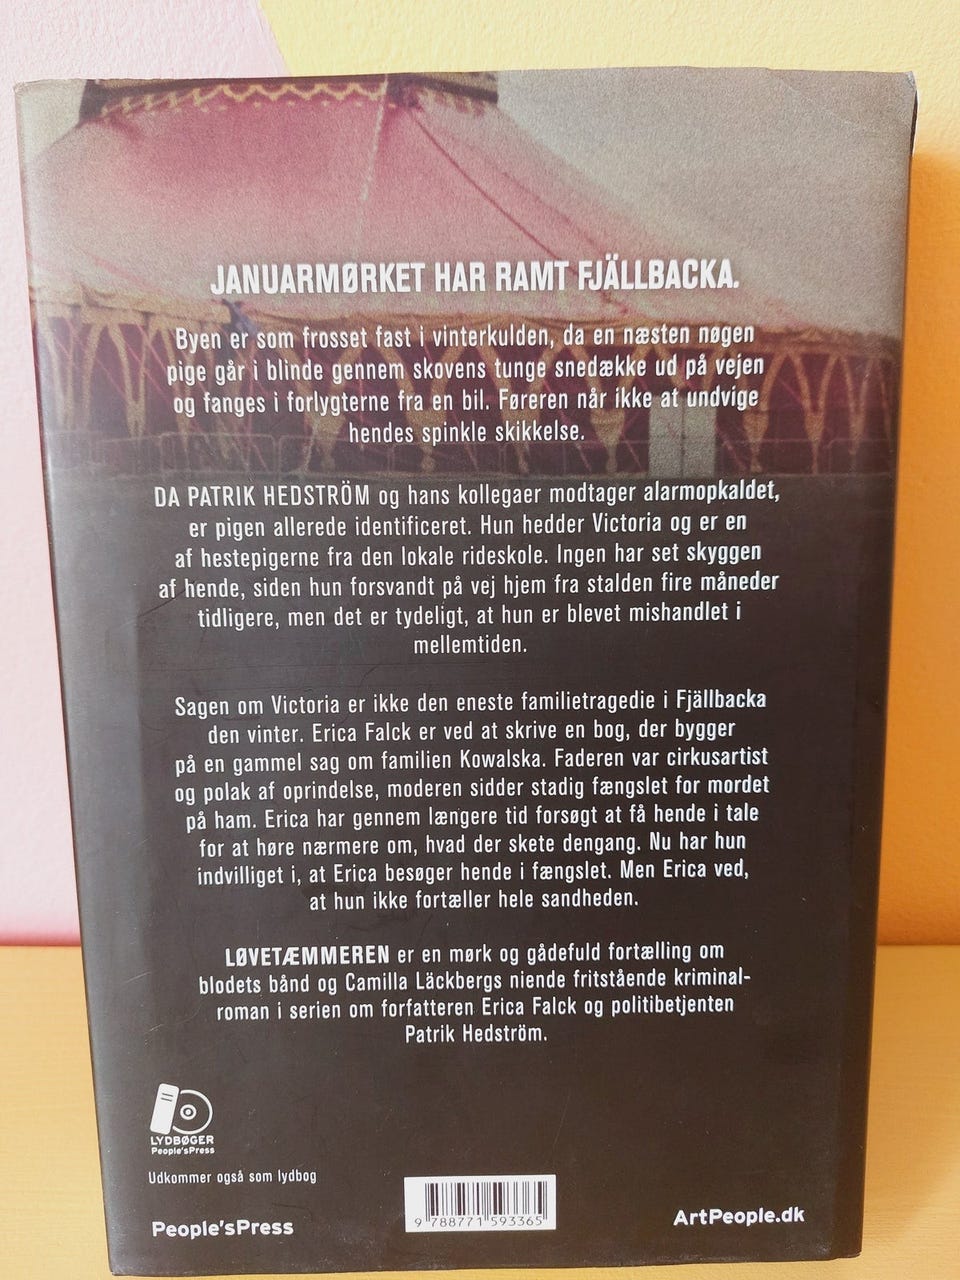 JANUARMØRKET HAR RAMT FJÄLLBACKA.
Byen er som frosset fast i vinterkulden, da en næsten nøgen
pige går i blinde gennem skovens tunge snedække ud på vejen
og fanges i forlygterne fra en bil. Føreren når ikke at undvige
hendes spinkle skikkelse.
DA PATRIK HEDSTRÖM og hans kollegaer modtager alarmopkaldet,
er pigen allerede identificeret. Hun hedder Victoria og er en
af hestepigerne fra den lokale rideskole. Ingen har set skyggen
af hende, siden hun forsvandt på vej hjem fra stalden fire måneder
tidligere, men det er tydeligt, at hun er blevet mishandlet i
mellemtiden.
Sagen om Victoria er ikke den eneste familietragedie i Fjällbacka
den vinter. Erica Falck er ved at skrive en bog, der bygger
på en gammel sag om familien Kowalska. Faderen var cirkusartist
og polak af oprindelse, moderen sidder stadig fængslet for mordet
på ham. Erica har gennem længere tid forsøgt at få hende i tale
for at høre nærmere om, hvad der skete dengang. Nu har hun
indvilliget i, at Erica besøger hende i fængslet. Men Erica ved,
at hun ikke fortæller hele sandheden.
LØVETÆMMEREN er en mørk og gådefuld fortælling om
blodets bånd og Camilla Läckbergs niende fritstående kriminal-
roman i serien om forfatteren Erica Falck og politibetjenten
Patrik Hedström.
LYDBØGER
People'sPress
Udkommer også som lydbog
People'sPress
9 788771 593365
ArtPeople.dk